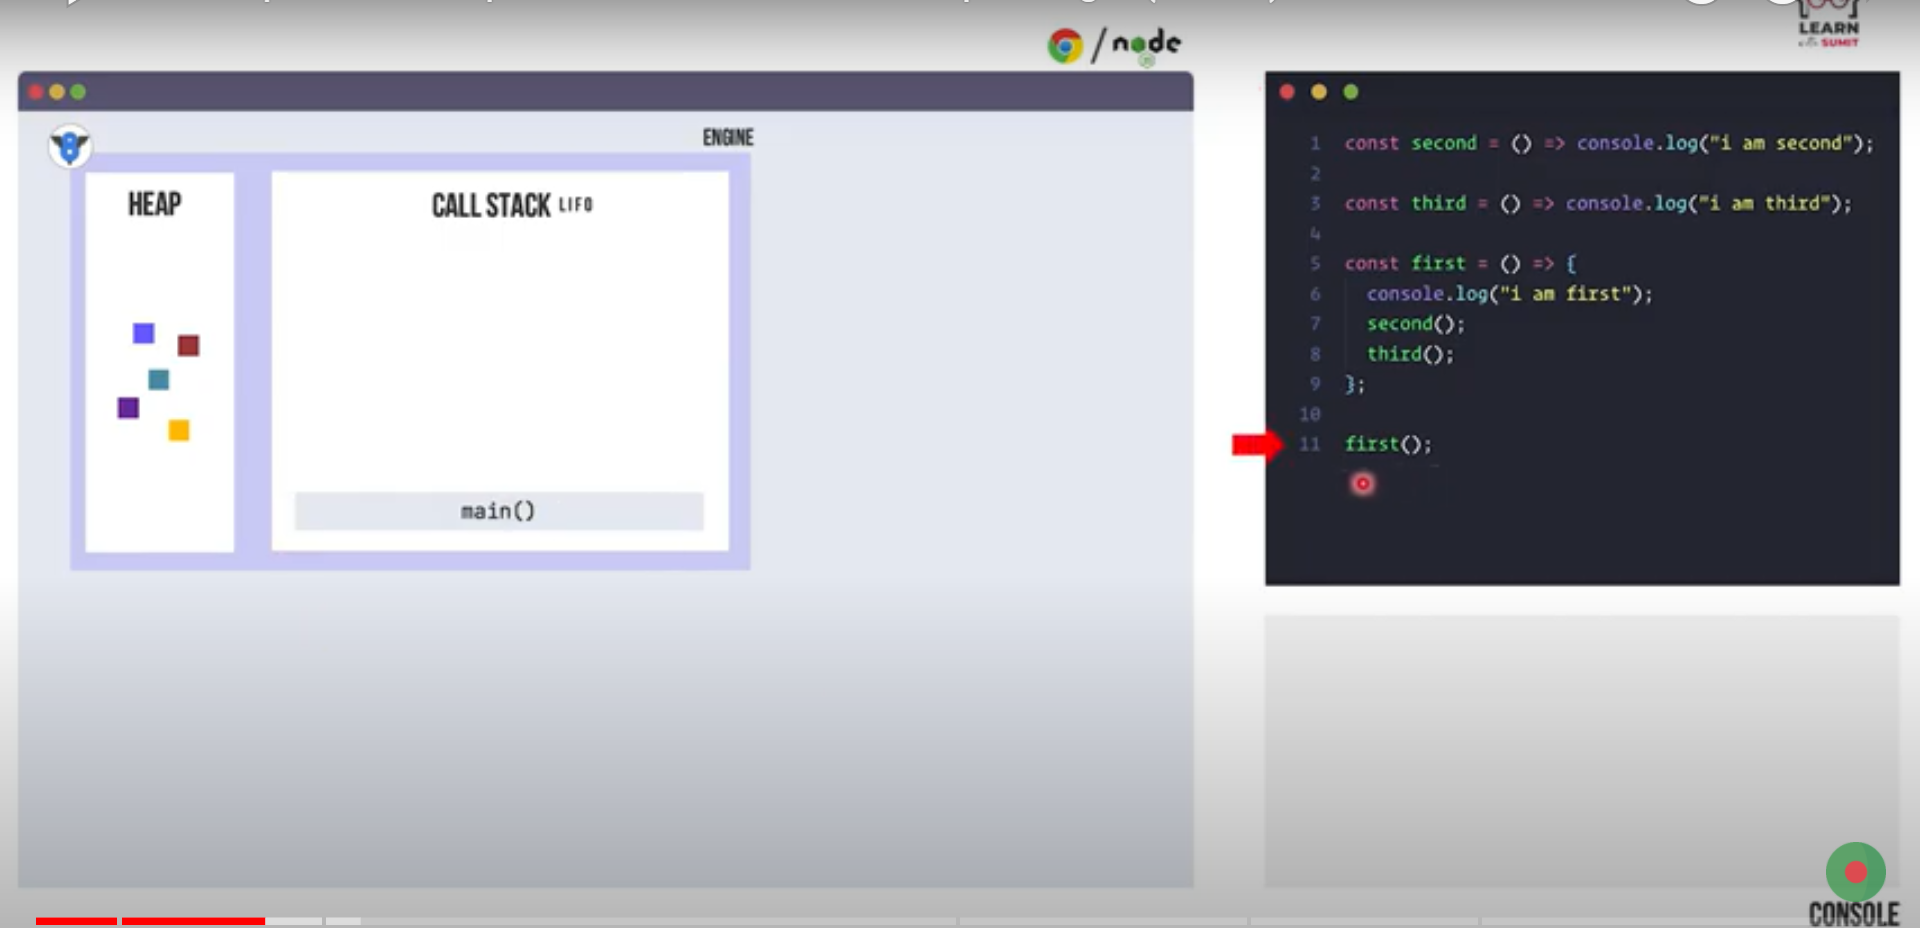 node
LEARN
SUMIT
ENGINE
HEAP
CALL STACK LIFO
main()
1 const second = () => console.log("i am second");
2
3 const third = () => console.log("i am third");
4
5 const first = () => {
6 console.log("i am first");
7 second();
8 third();
9 };
10
11 first();
CONSOLE